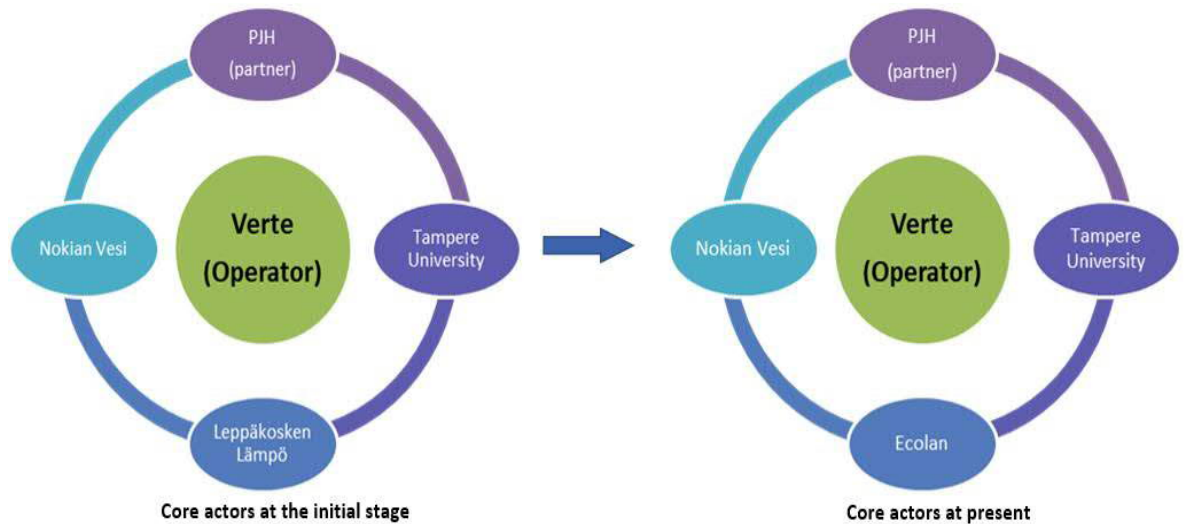 PJH
(partner)
Nokian Vesi
Verte
(Operator)
Tampere
University
Leppäkosken
Lämpö
Core actors at the initial stage
PJH
(partner)
Nokian Vesi
Verte
(Operator)
Tampere
University
Ecolan
Core actors at present